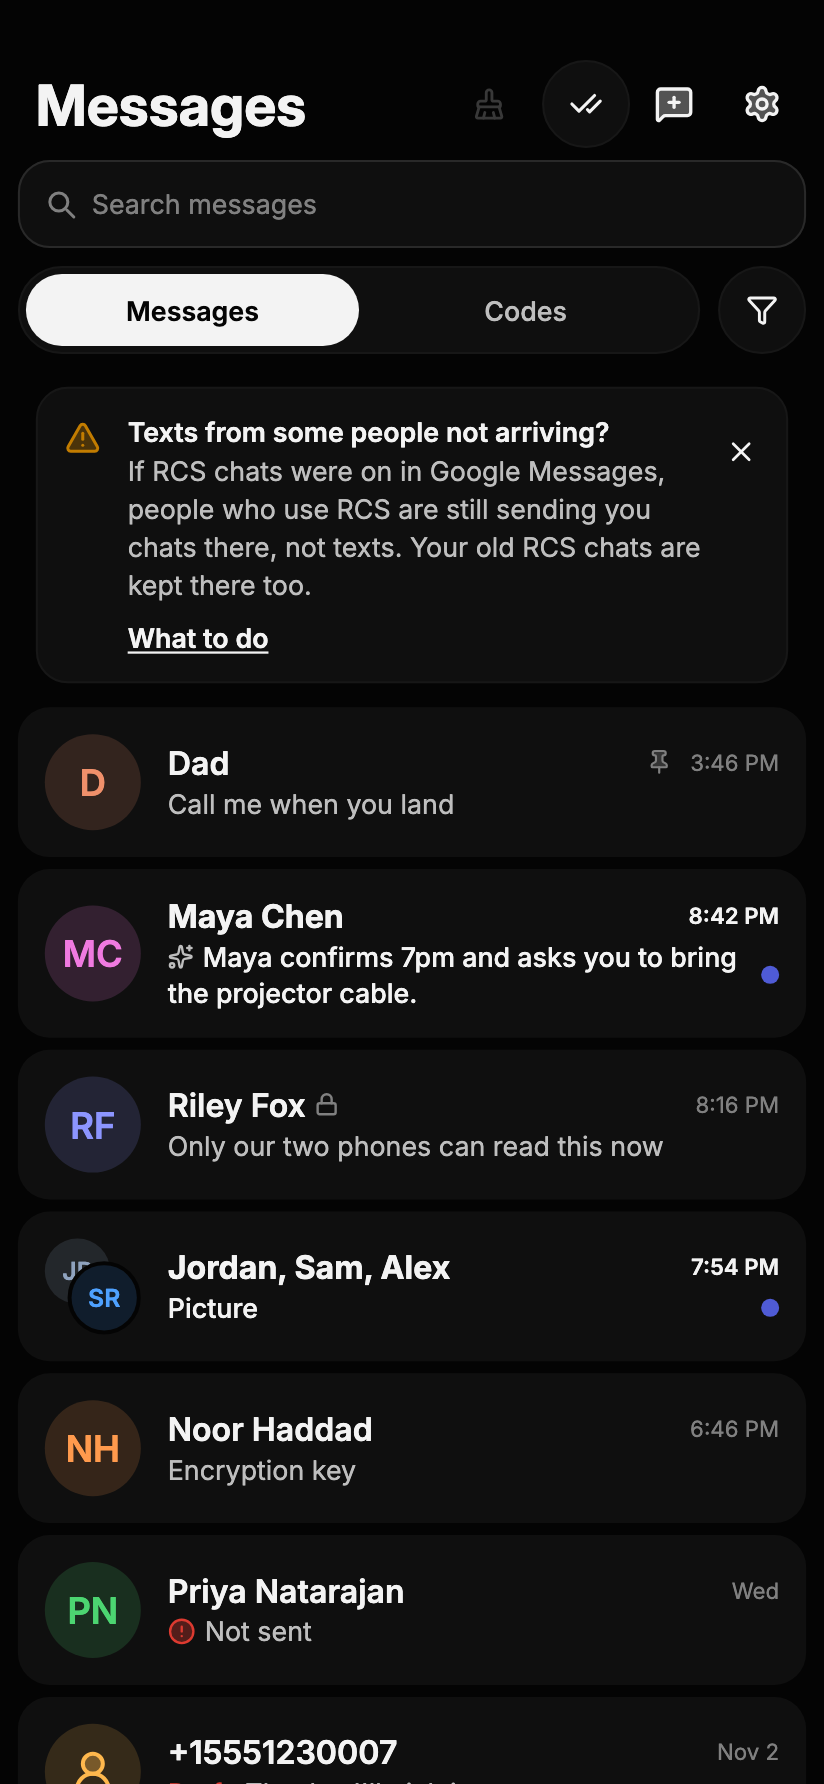 Messages
Search messages
Messages
Codes
Texts from some people not arriving?
If RCS chats were on in Google Messages,
people who use RCS are still sending you
chats there, not texts. Your old RCS chats are
kept there too.
What to do
D
Dad
3:46 PM
Call me when you land
MC
Maya Chen
8:42 PM
Maya confirms 7pm and asks you to bring
the projector cable.
RF
Riley Fox
8:16 PM
Only our two phones can read this now
SR
Jordan, Sam, Alex
7:54 PM
Picture
NH
Noor Haddad
6:46 PM
Encryption key
PN
Priya Natarajan
Wed
Not sent
+15551230007
Nov 2